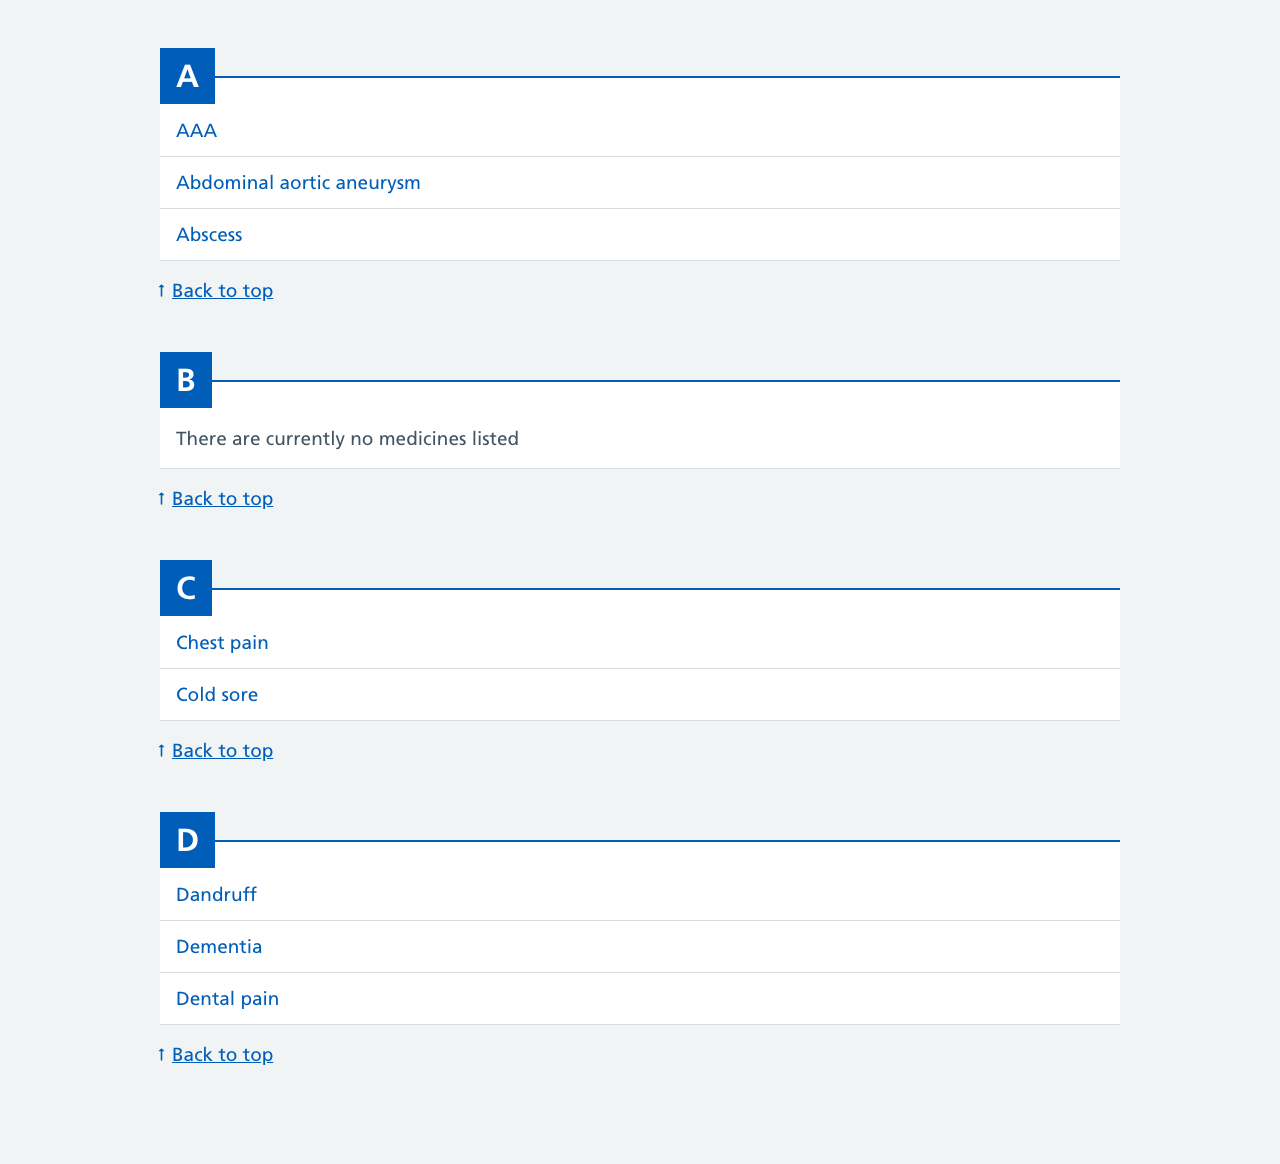 A
AAA
Abdominal aortic aneurysm
Abscess
↑ Back to top
B
There are currently no medicines listed
↑ Back to top
C
Chest pain
Cold sore
↑ Back to top
D
Dandruff
Dementia
Dental pain
↑ Back to top